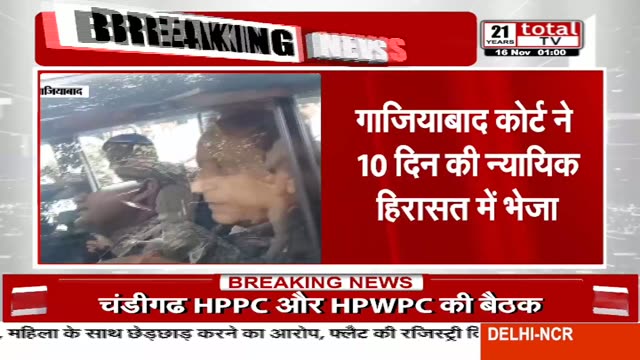 BREAKING NEWS
21 YEARS total TV
16 Nov 01:00
गाजियाबाद
गाजियाबाद कोर्ट ने
10 दिन की न्यायिक
हिरासत में भेजा
BREAKING NEWS
चंडीगढ HPPC और HPWPC की बैठक
, महिला के साथ छेड़छाड़ करने का आरोप, फ्लैट की रजिस्ट्री
DELHI-NCR